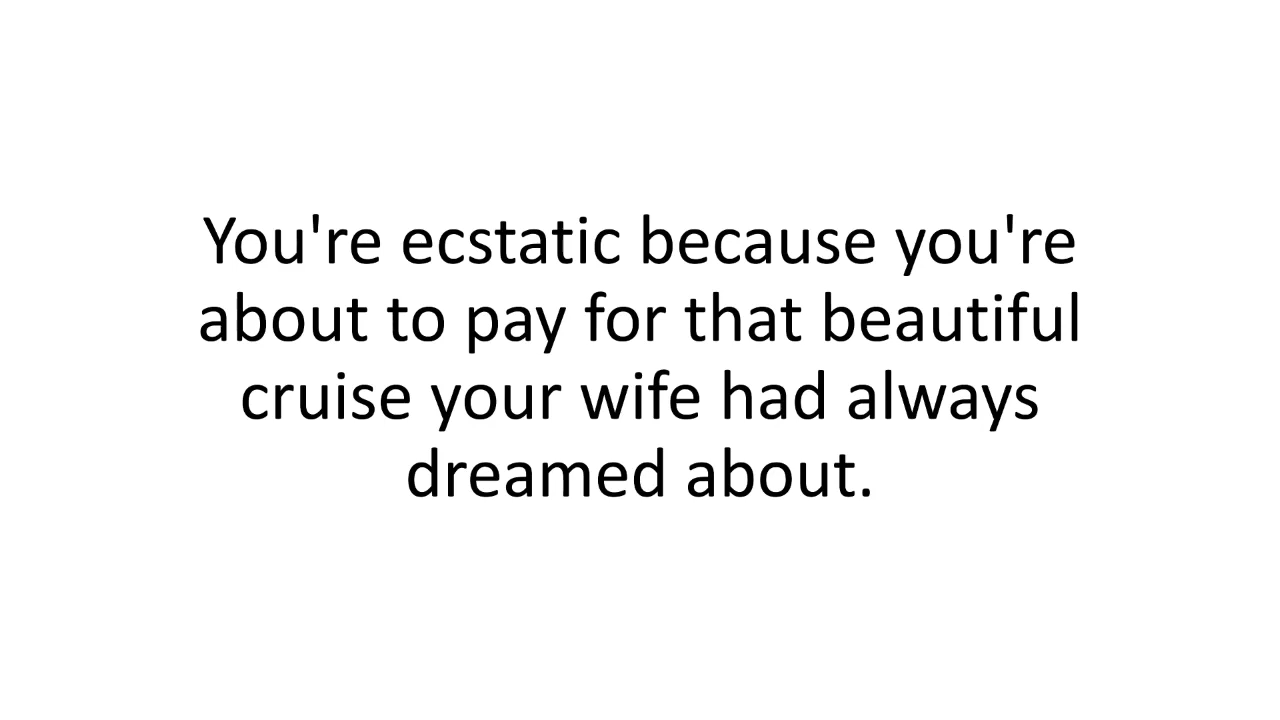 You're ecstatic because you're
about to pay for that beautiful
cruise your wife had always
dreamed about.